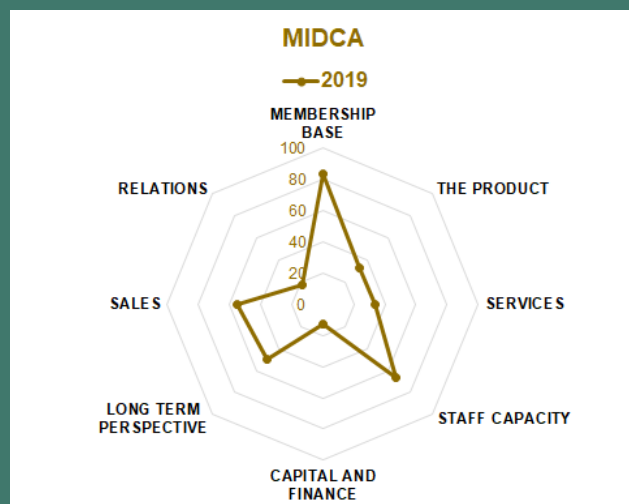 MIDCA
2019
MEMBERSHIP
BASE
100
80
60
40
20
0
RELATIONS
THE PRODUCT
SALES
SERVICES
LONG TERM
PERSPECTIVE
STAFF CAPACITY
CAPITAL AND
FINANCE